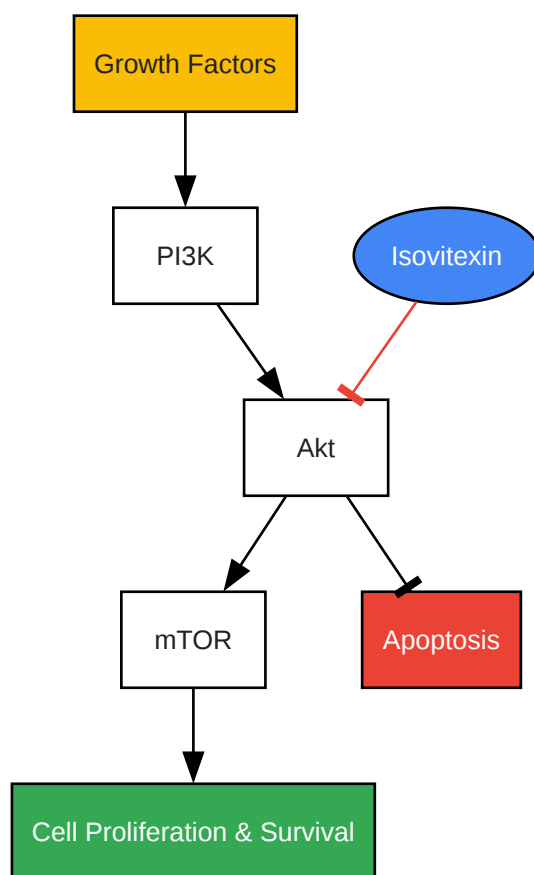 Growth Factors
PI3K
Isovitexin
Akt
mTOR
Apoptosis
Cell Proliferation & Survival